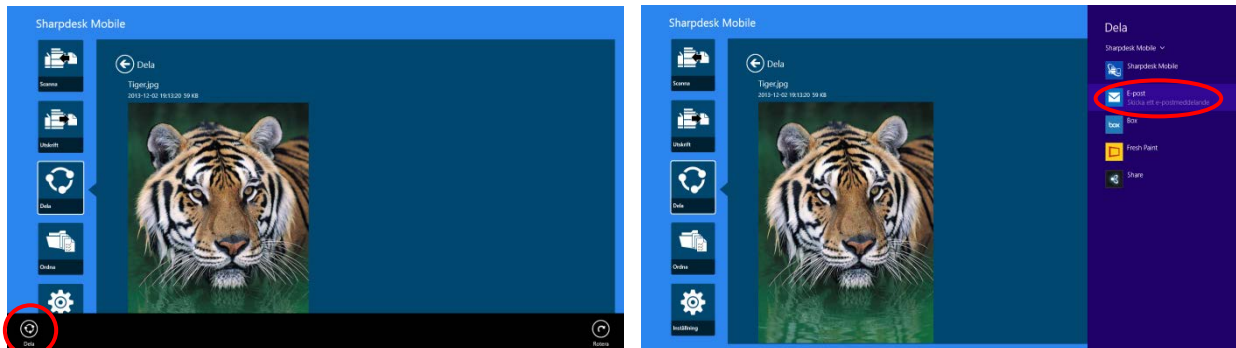 Sharpdesk Mobile
Scanna
Utskrift
Dela
Ordna
Dela
Tiger.jpg
2013-12-02 19:13:20 59 KB
Dela
Rotera
Sharpdesk Mobile
Scanna
Utskrift
Dela
Ordna
Inställning
Dela
Tiger.jpg
2013-12-02 19:13:20 59 KB
Dela
Sharpdesk Mobile
Sharpdesk Mobile
E-post
Skicka ett e-postmeddelande
box
Box
Fresh Paint
Share